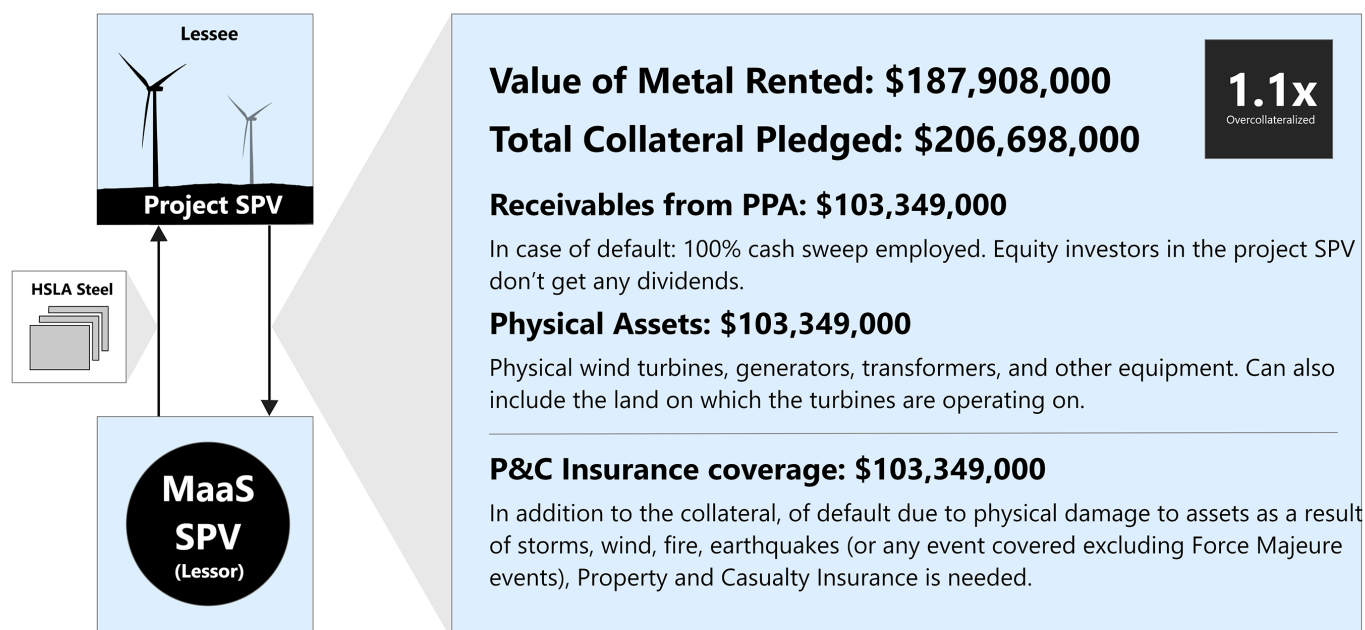 Lessee
Project SPV
HSLA Steel
MaaS
SPV
(Lessor)
Value of Metal Rented: $187,908,000
Total Collateral Pledged: $206,698,000
1.1x
Overcollateralized
Receivables from PPA: $103,349,000
In case of default: 100% cash sweep employed. Equity investors in the project SPV
don’t get any dividends.
Physical Assets: $103,349,000
Physical wind turbines, generators, transformers, and other equipment. Can also
include the land on which the turbines are operating on.
P&C Insurance coverage: $103,349,000
In addition to the collateral, of default due to physical damage to assets as a result
of storms, wind, fire, earthquakes (or any event covered excluding Force Majeure
events), Property and Casualty Insurance is needed.